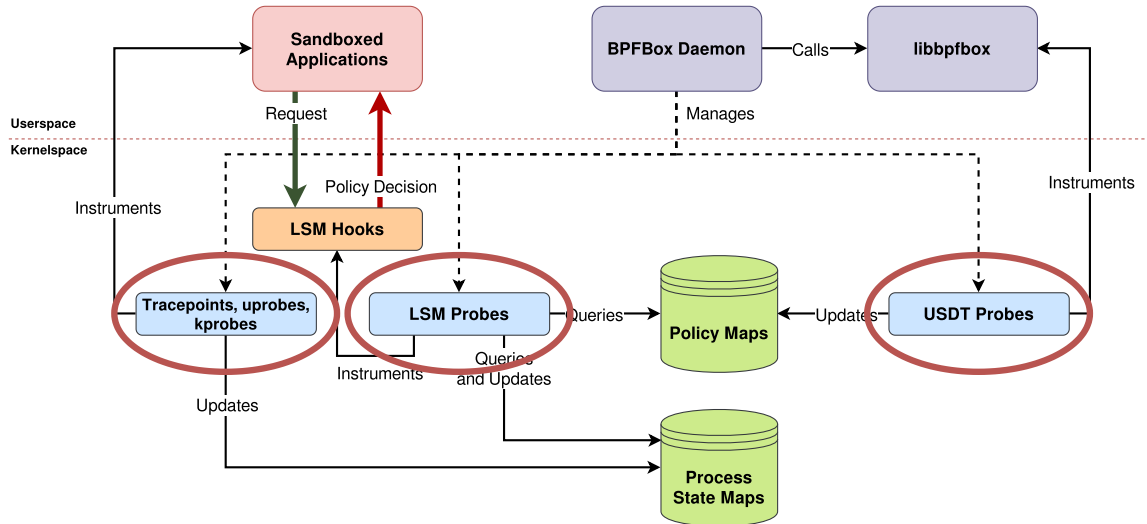 Sandboxed
Applications
BPFBox Daemon
Calls
libbpfbox
Request
Manages
Userspace
Kernelspace
Policy Decision
Instruments
Instruments
LSM Hooks
Tracepoints, uprobes,
kprobes
LSM Probes
Queries
Policy Maps
Updates
USDT Probes
Instruments
Queries
and Updates
Updates
Process
State Maps